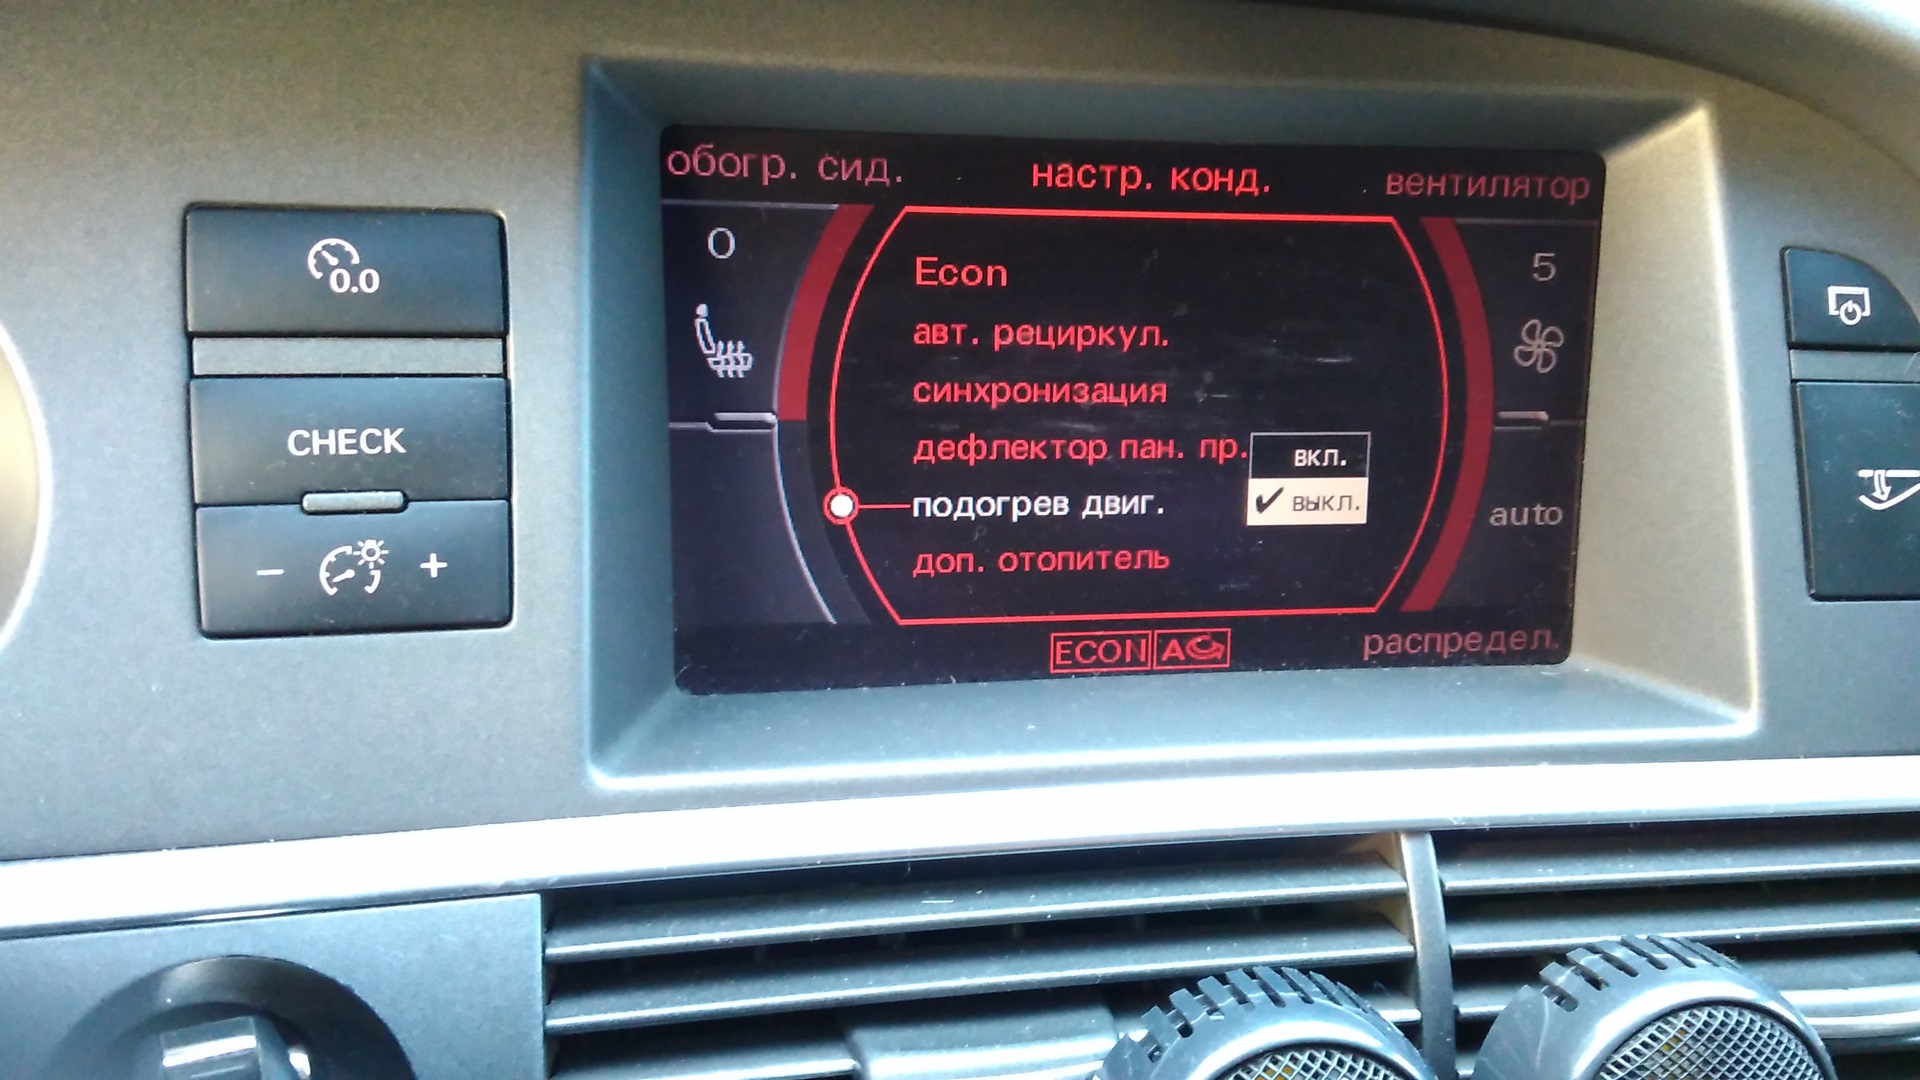 обогр. сид.
настр. конд.
вентилятор
0
5
0.0
CHECK
- +
Econ
авт. рециркул.
синхронизация
дефлектор пан. пр.
вкл.
подогрев двиг.
✔ выкл.
auto
доп. отопитель
ECON A
распредел.